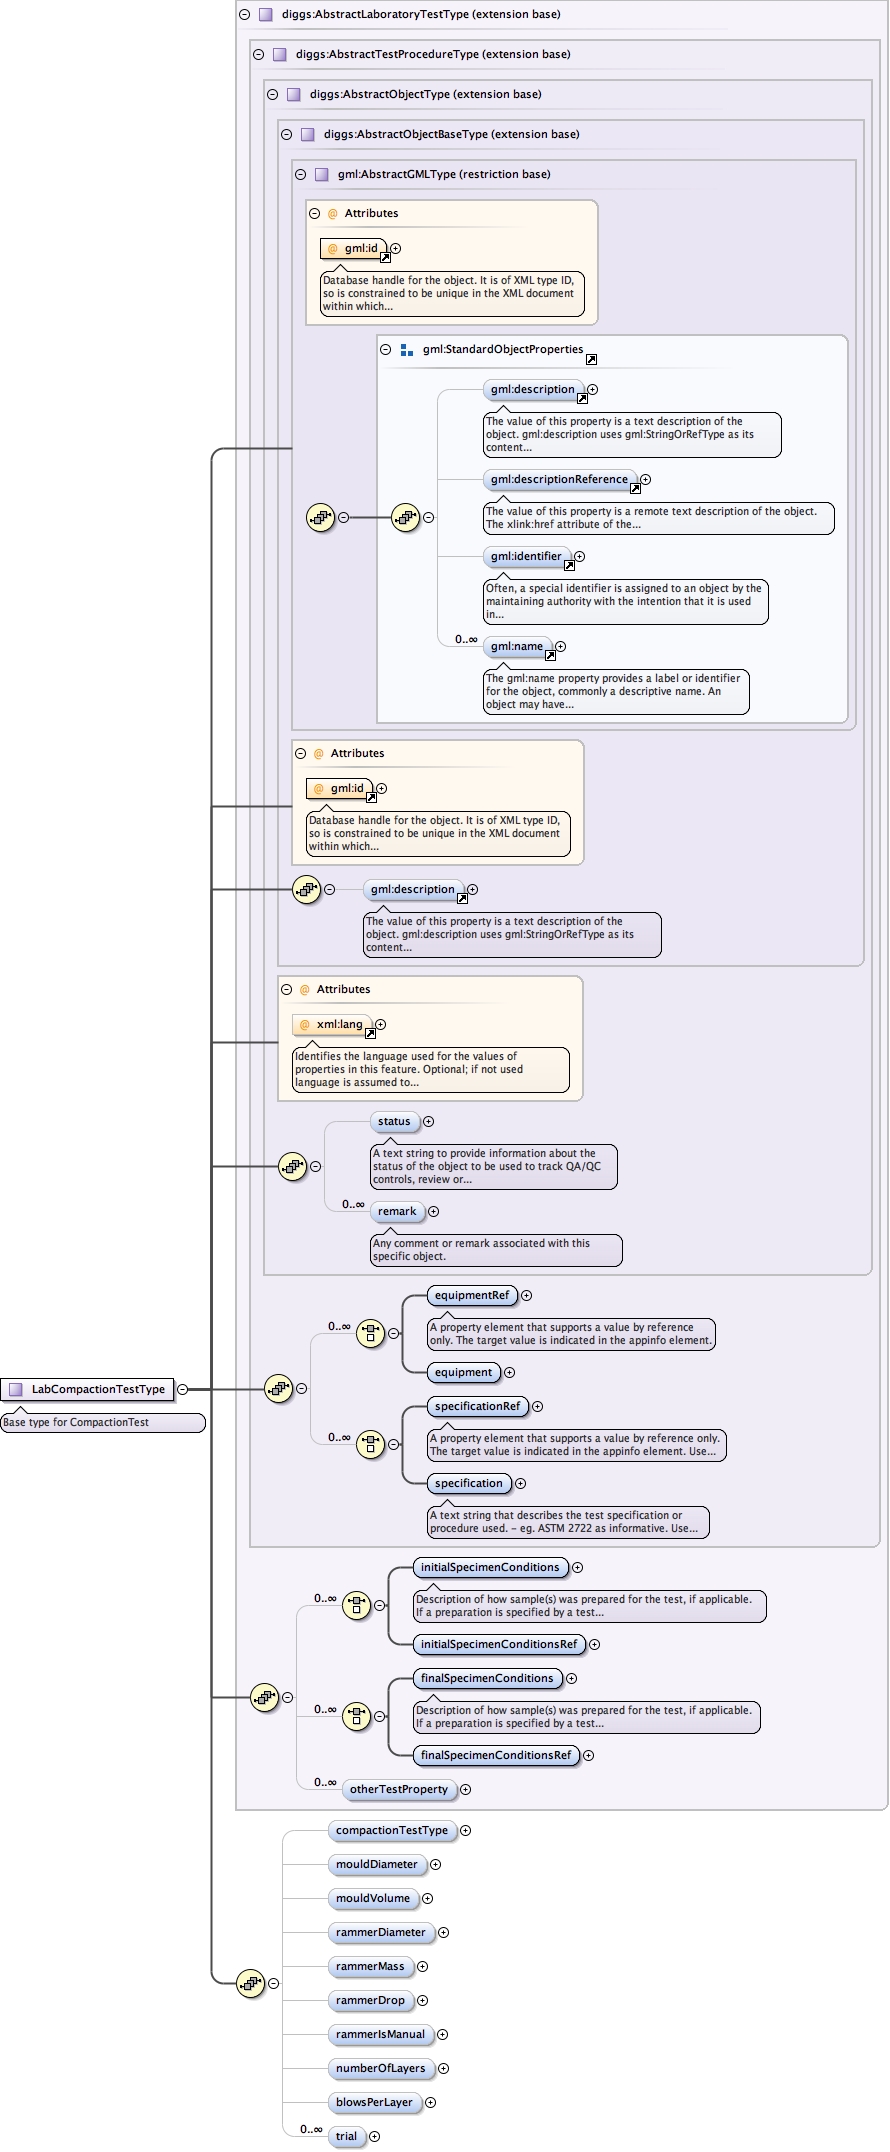 diggs:AbstractLaboratoryTestType (extension base)
diggs:AbstractTestProcedureType (extension base)
diggs:AbstractObjectType (extension base)
diggs:AbstractObjectBaseType (extension base)
gml:AbstractGMLType (restriction base)
@ Attributes
@ gml:id
Database handle for the object. It is of XML type ID,
so is constrained to be unique in the XML document
within which...
gml:StandardObjectProperties
gml:description
The value of this property is a text description of the
object. gml:description uses gml:StringOrRefType as its
content...
gml:descriptionReference
The value of this property is a remote text description of the object.
The xlink:href attribute of the...
gml:identifier
Often, a special identifier is assigned to an object by the
maintaining authority with the intention that it is used
in...
0..∞ gml:name
The gml:name property provides a label or identifier
for the object, commonly a descriptive name. An
object may have...
@ Attributes
@ gml:id
Database handle for the object. It is of XML type ID,
so is constrained to be unique in the XML document
within which...
gml:description
The value of this property is a text description of the
object. gml:description uses gml:StringOrRefType as its
content...
@ Attributes
@ xml:lang
Identifies the language used for the values of
properties in this feature. Optional; if not used
language is assumed to...
status
A text string to provide information about the
status of the object to be used to track QA/QC
controls, review or...
0..∞ remark
Any comment or remark associated with this
specific object.
equipmentRef
0..∞
A property element that supports a value by reference
only. The target value is indicated in the appinfo element.
equipment
LabCompactionTestType
Base type for CompactionTest
specificationRef
0..∞
A property element that supports a value by reference only.
The target value is indicated in the appinfo element. Use...
specification
A text string that describes the test specification or
procedure used. - eg. ASTM 2722 as informative. Use...
initialSpecimenConditions
0..∞
Description of how sample(s) was prepared for the test, if applicable.
If a preparation is specified by a test...
initialSpecimenConditionsRef
finalSpecimenConditions
0..∞
Description of how sample(s) was prepared for the test, if applicable.
If a preparation is specified by a test...
finalSpecimenConditionsRef
0..∞ otherTestProperty
compactionTestType
mouldDiameter
mouldVolume
rammerDiameter
rammerMass
rammerDrop
rammerIsManual
numberOfLayers
blowsPerLayer
0..∞ trial